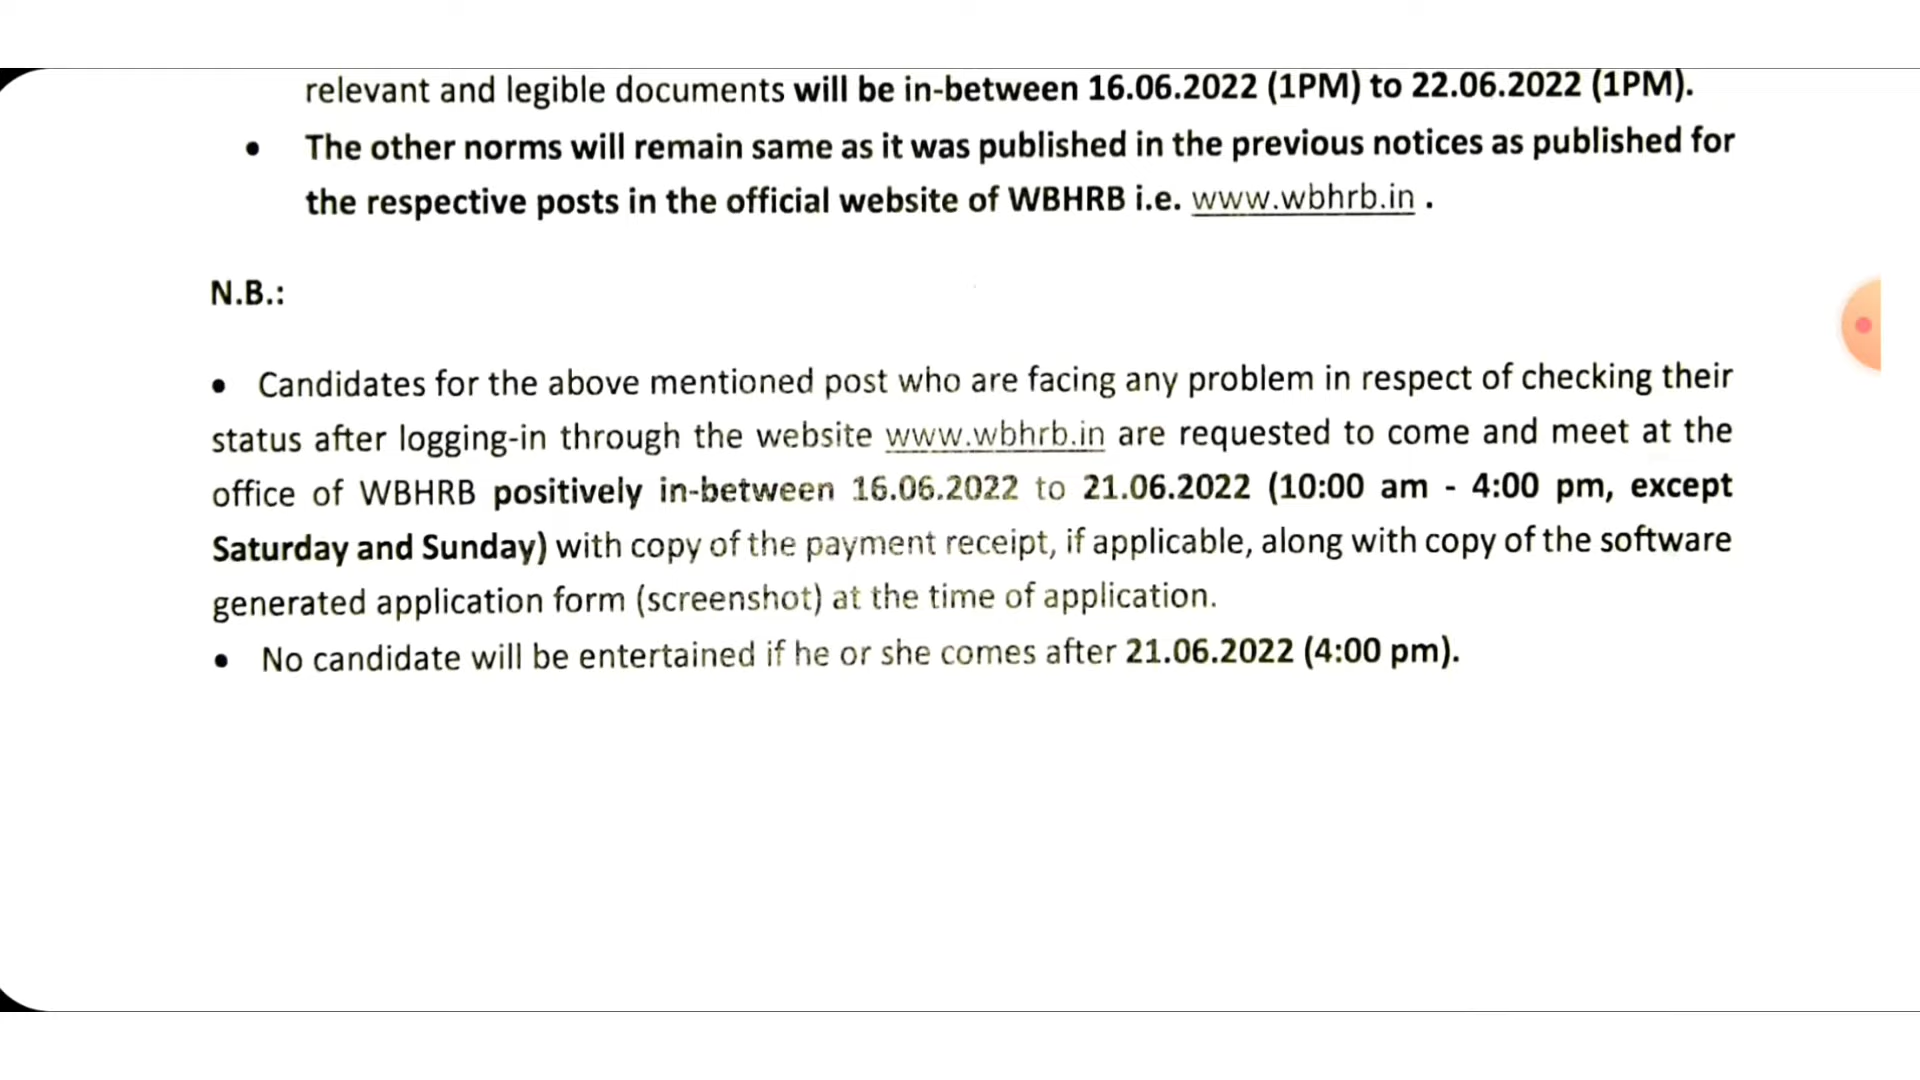 relevant and legible documents will be in-between 16.06.2022 (1PM) to 22.06.2022 (1PM).
• The other norms will remain same as it was published in the previous notices as published for
the respective posts in the official website of WBHRB i.e. www.wbhrb.in .
N.B.:
• Candidates for the above mentioned post who are facing any problem in respect of checking their
status after logging-in through the website www.wbhrb.in are requested to come and meet at the
office of WBHRB positively in-between 16.06.2022 to 21.06.2022 (10:00 am - 4:00 pm, except
Saturday and Sunday) with copy of the payment receipt, if applicable, along with copy of the software
generated application form (screenshot) at the time of application.
• No candidate will be entertained if he or she comes after 21.06.2022 (4:00 pm).